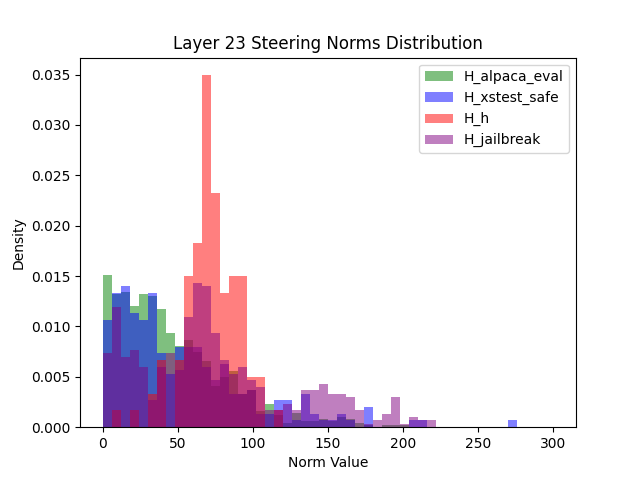 Layer 23 Steering Norms Distribution
H_alpaca_eval
H_xstest_safe
H_h
H_jailbreak
Density
0.035
0.030
0.025
0.020
0.015
0.010
0.005
0.000
0 50 100 150 200 250 300
Norm Value